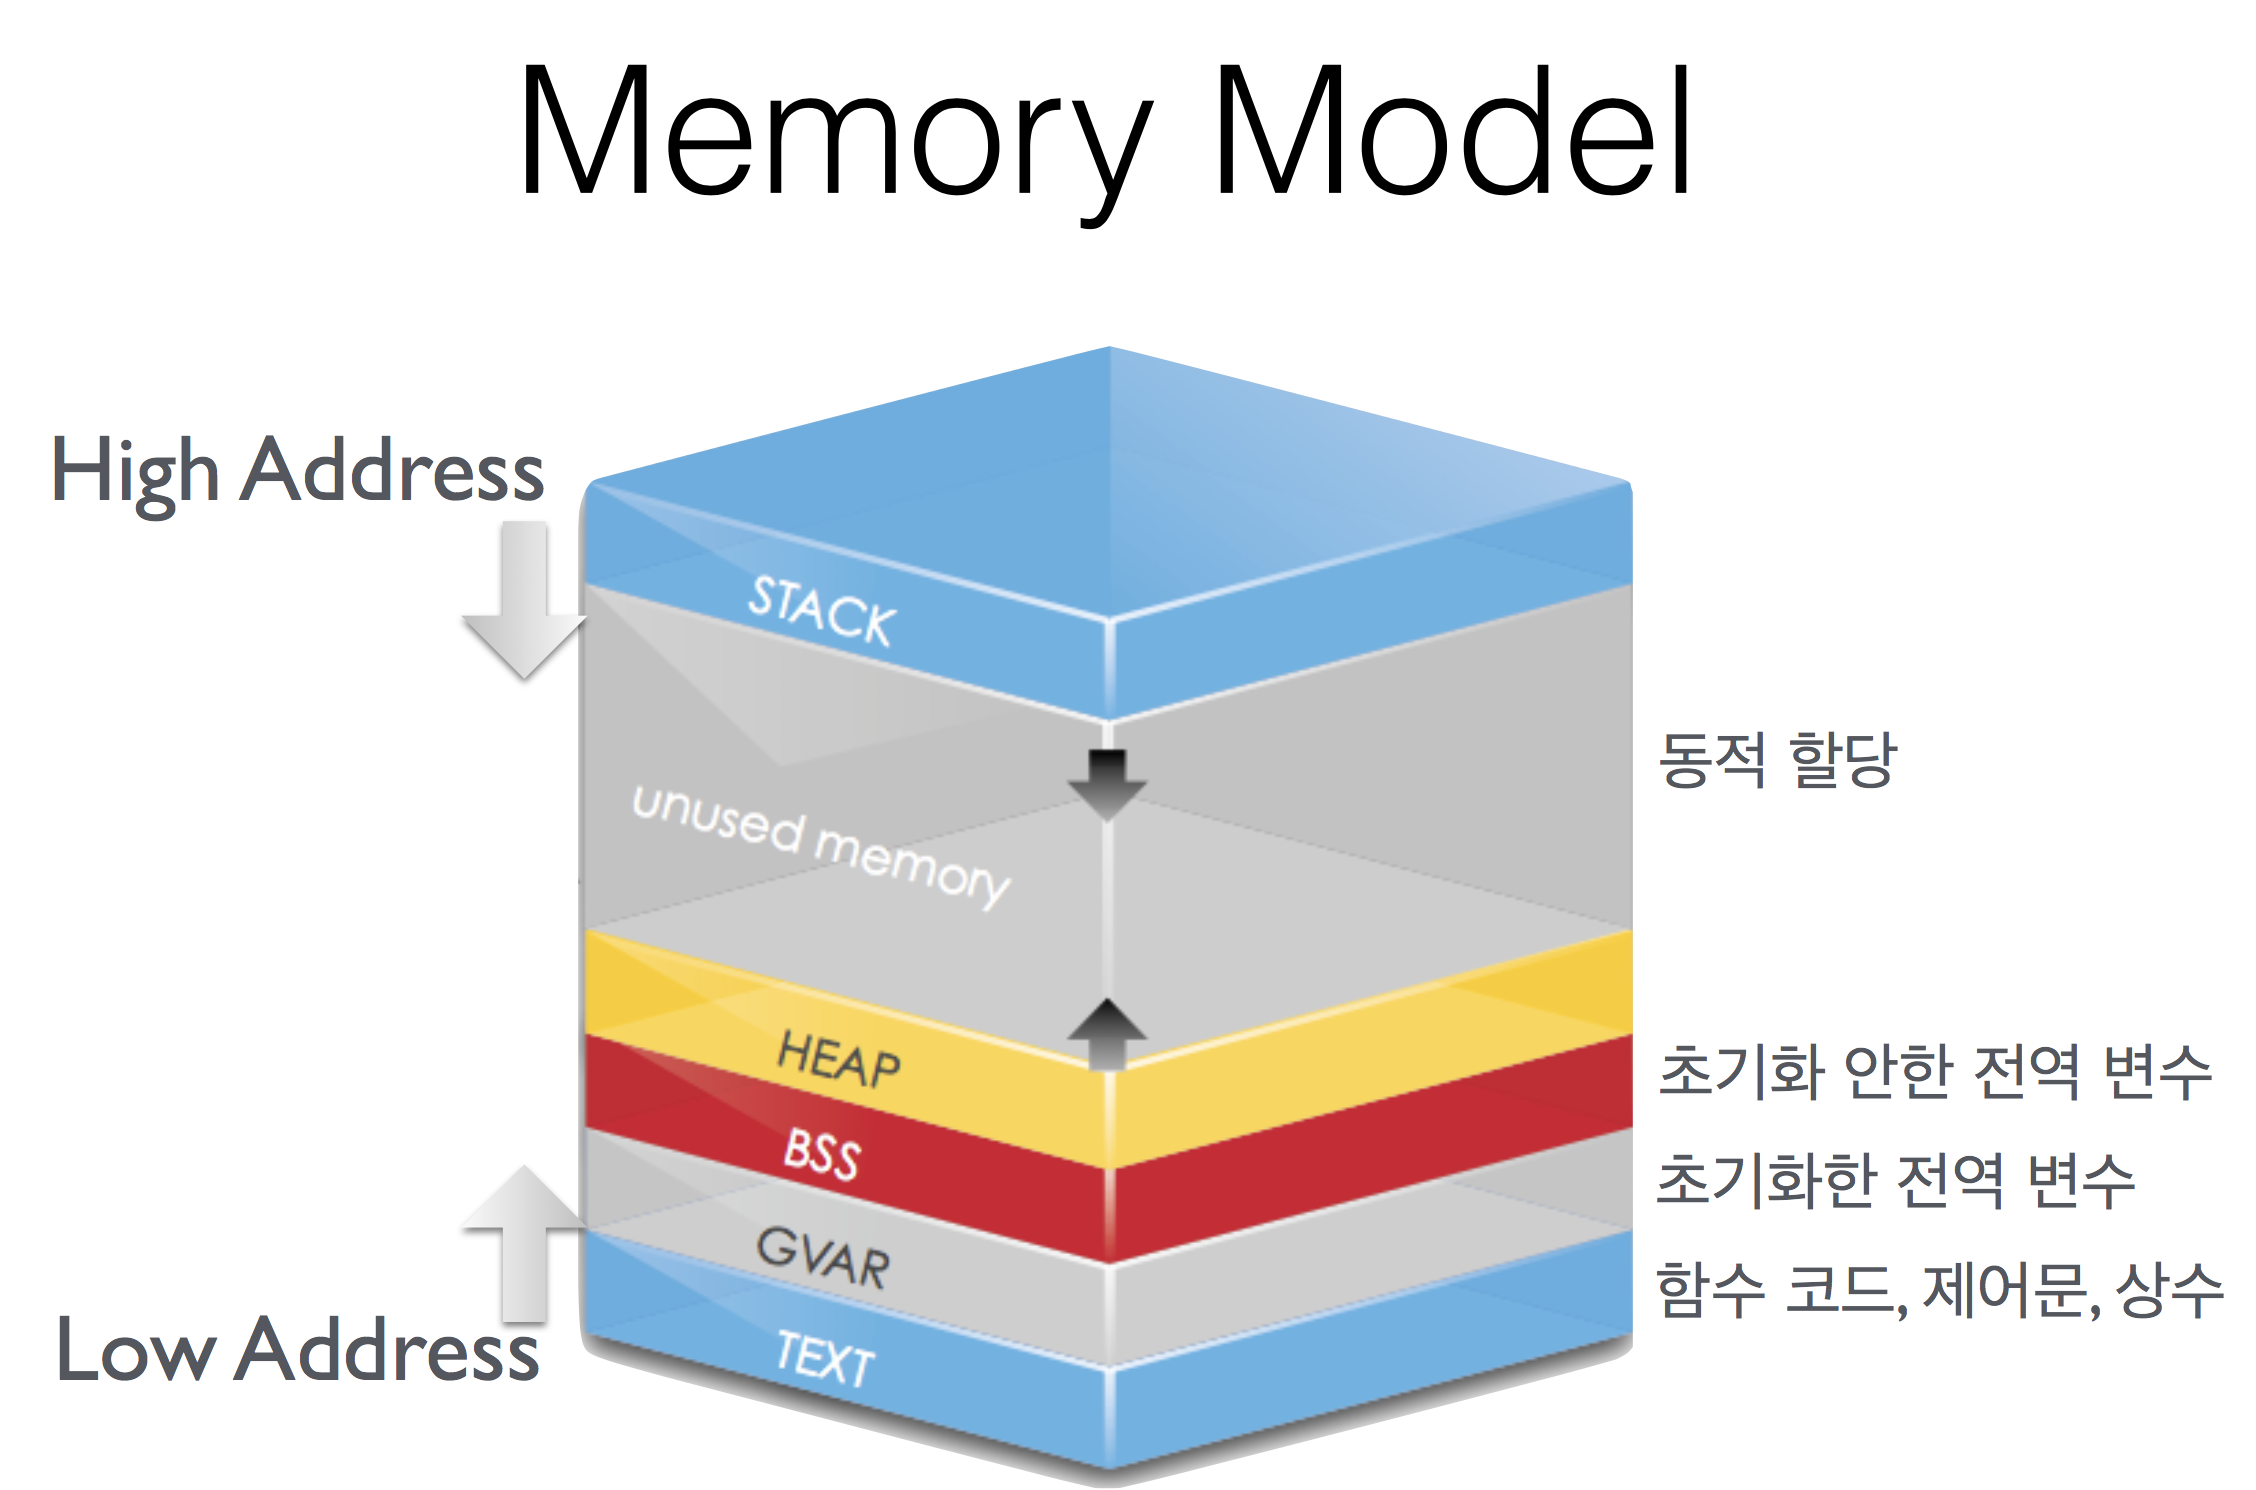 Memory Model
High Address
STACK
동적 할당
unused memory
HEAP
초기화 안한 전역 변수
BSS
초기화한 전역 변수
GVAR
함수 코드, 제어문, 상수
Low Address
TEXT